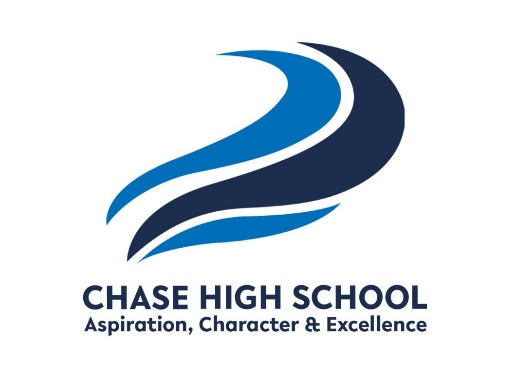 CHASE HIGH SCHOOL
Aspiration, Character & Excellence